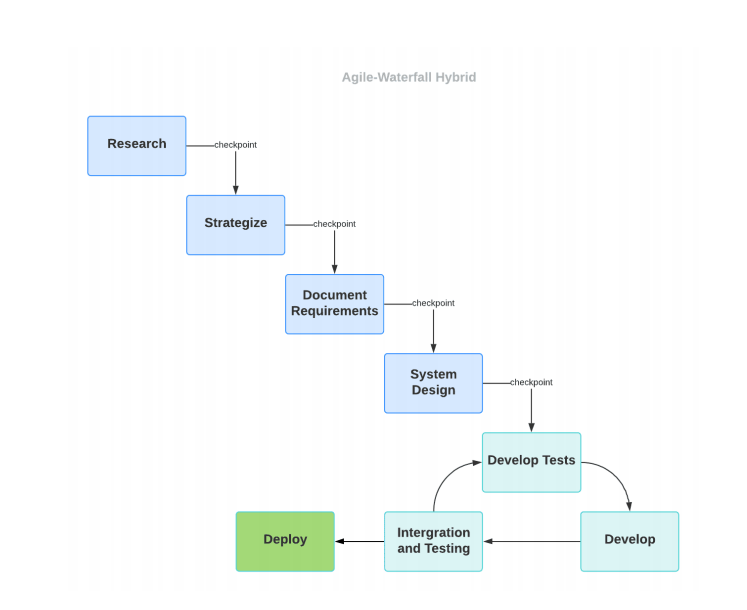 Agile-Waterfall Hybrid
Research
checkpoint
Strategize
checkpoint
Document
Requirements
checkpoint
System
Design
checkpoint
Develop Tests
Deploy
Intergration
and Testing
Develop